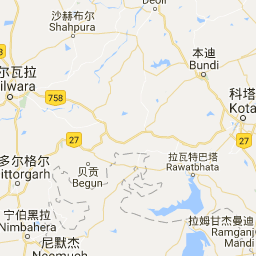 Deoli
沙赫布尔
Shahpura
本迪
Bundi
尔瓦拉
ilwara
758
科塔
Kota
27
27
多尔格尔
ittorgarh
贝贡
Begun
拉瓦特巴塔
Rawatbhata
宁伯黑拉
Nimbahera
拉姆甘杰曼迪
Ramganj
Mandi
尼默杰
Neemuch